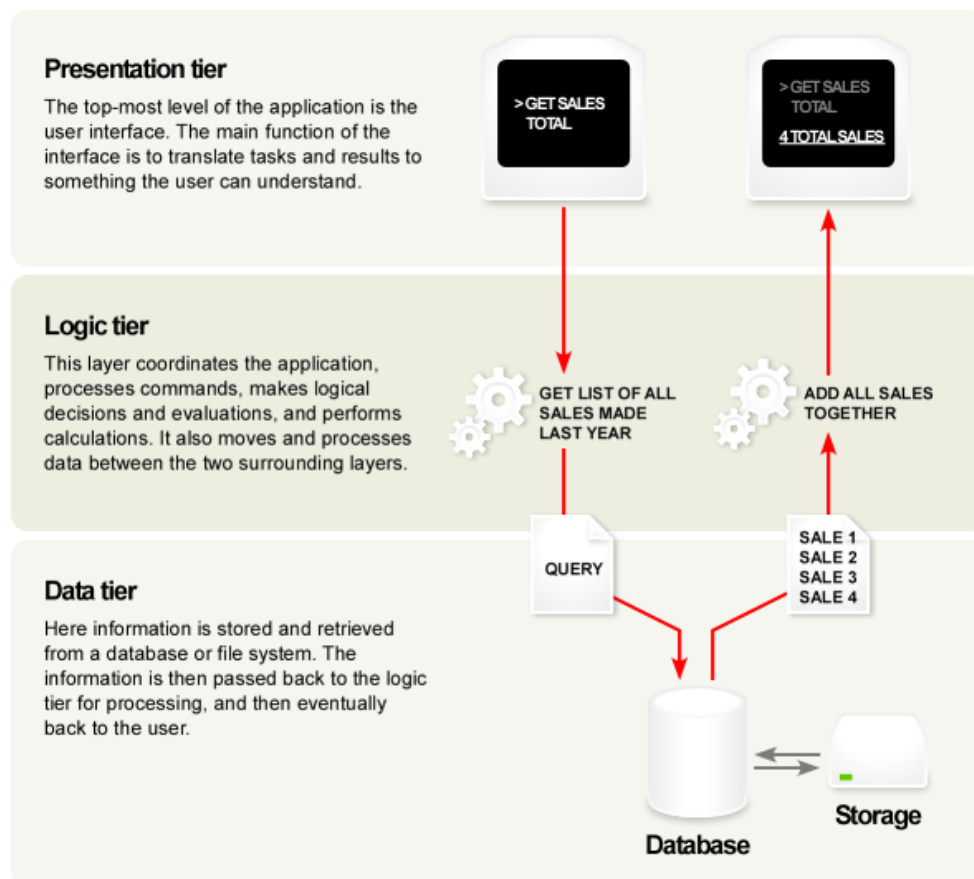 Presentation tier
The top-most level of the application is the
user interface. The main function of the
interface is to translate tasks and results to
something the user can understand.
>GET SALES
TOTAL
>GET SALES
TOTAL
4 TOTAL SALES
Logic tier
This layer coordinates the application,
processes commands, makes logical
decisions and evaluations, and performs
calculations. It also moves and processes
data between the two surrounding layers.
GET LIST OF ALL
SALES MADE
LAST YEAR
ADD ALL SALES
TOGETHER
Data tier
Here information is stored and retrieved
from a database or file system. The
information is then passed back to the logic
tier for processing, and then eventually
back to the user.
QUERY
SALE 1
SALE 2
SALE 3
SALE 4
Database
Storage